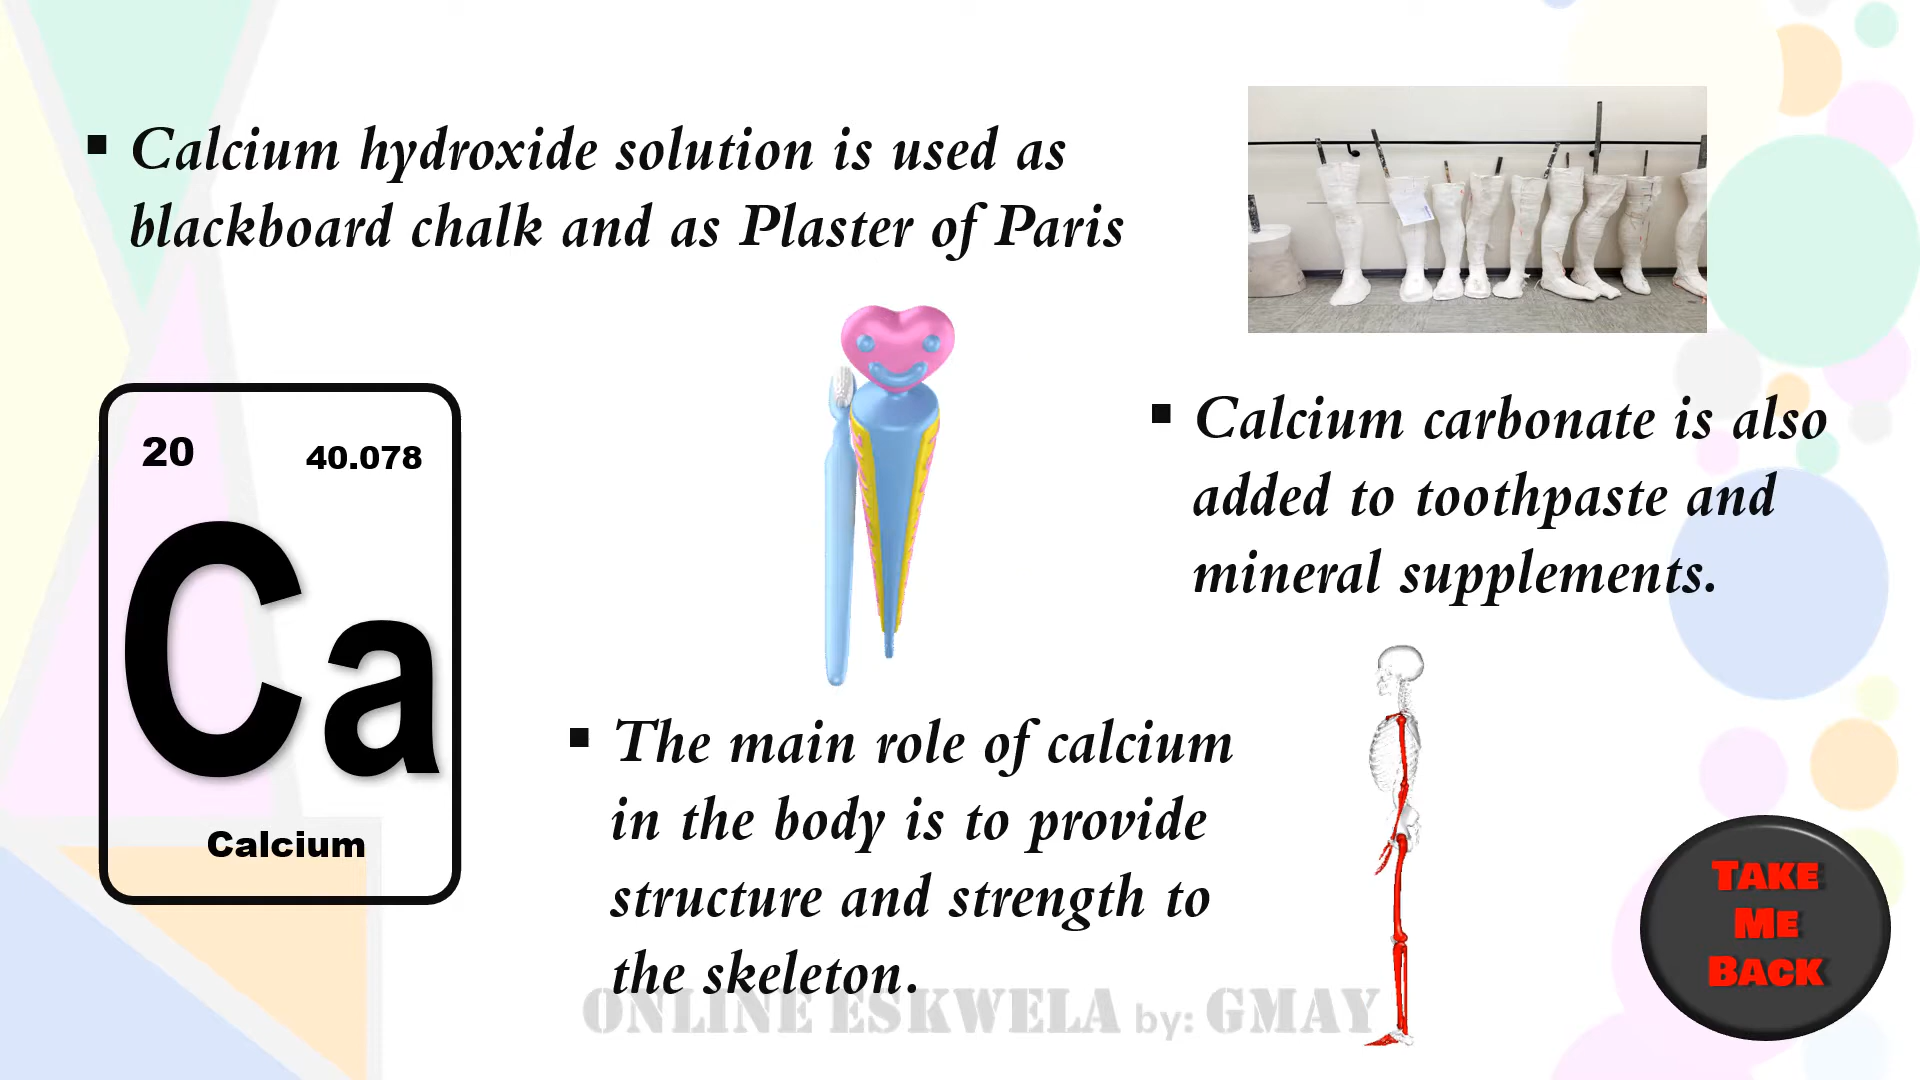 ▪ Calcium hydroxide solution is used as
blackboard chalk and as Plaster of Paris
20 40.078
Ca
Calcium
▪ Calcium carbonate is also
added to toothpaste and
mineral supplements.
▪ The main role of calcium
in the body is to provide
structure and strength to
the skeleton.
TAKE
ME
BACK
ONLINE ESKWELA by: GMAY